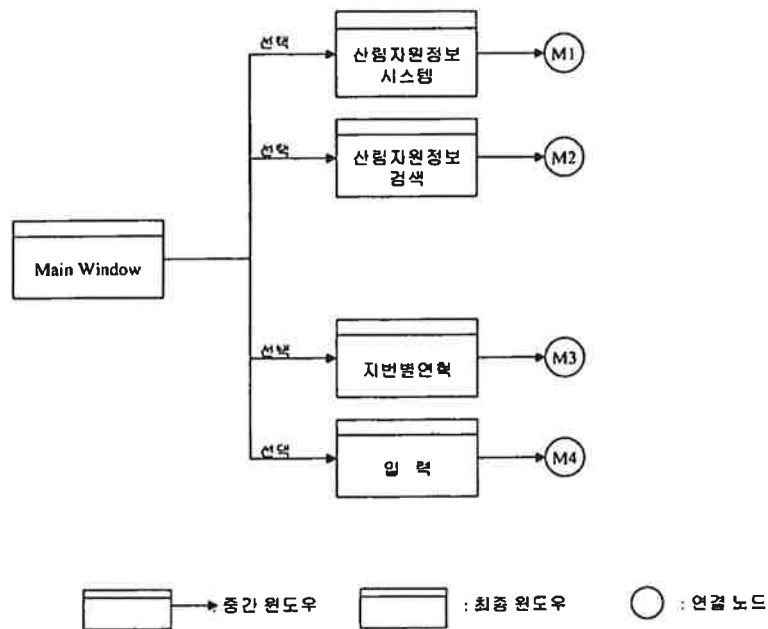 선택
산림자원정보
시스템
M1
선택
산림자원정보
검색
M2
Main Window
선택
지번별연혁
M3
선택
입 력
M4
: 중간 윈도우
: 최종 윈도우
: 연결 노드